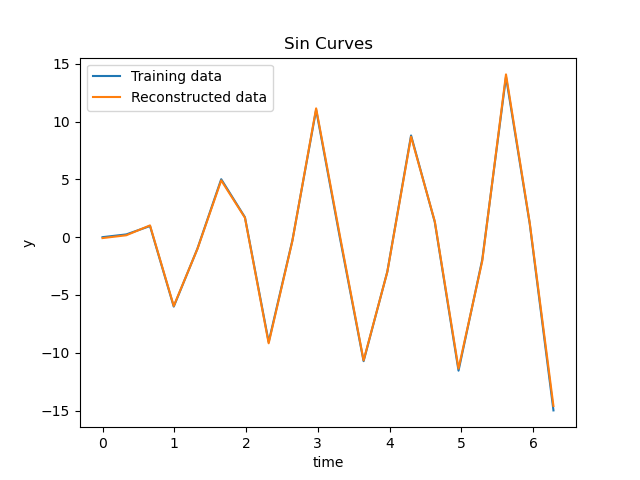 Sin Curves
Training data
Reconstructed data
15
10
5
0
−5
−10
−15
y
0 1 2 3 4 5 6
time